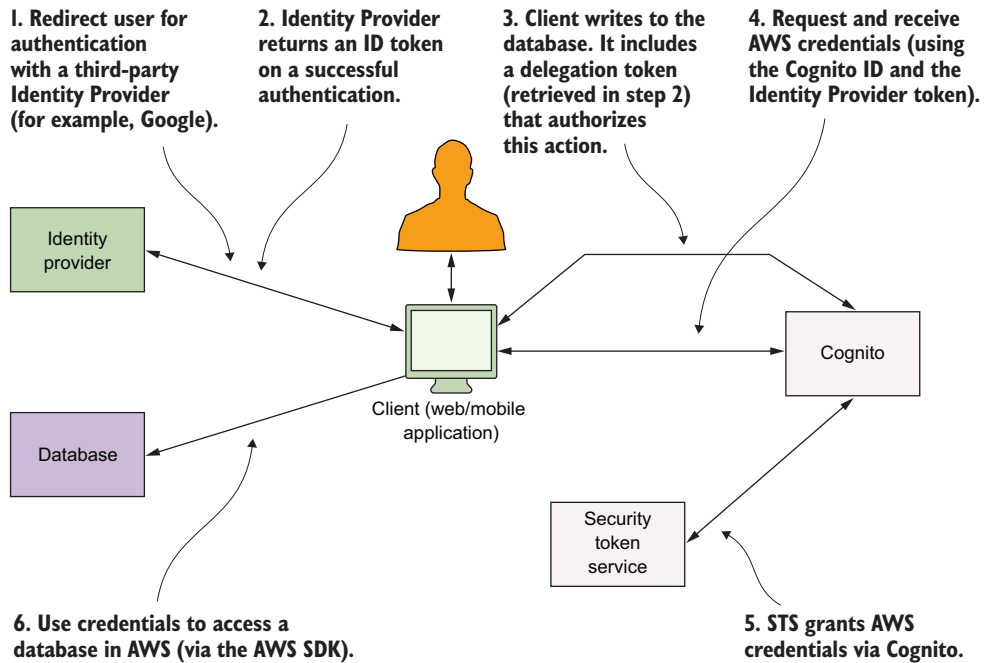 1. Redirect user for
authentication
with a third-party
Identity Provider
(for example, Google).
2. Identity Provider
returns an ID token
on a successful
authentication.
3. Client writes to the
database. It includes
a delegation token
(retrieved in step 2)
that authorizes
this action.
4. Request and receive
AWS credentials (using
the Cognito ID and the
Identity Provider token).
Identity
provider
Cognito
Client (web/mobile
application)
Database
Security
token
service
6. Use credentials to access a
database in AWS (via the AWS SDK).
5. STS grants AWS
credentials via Cognito.